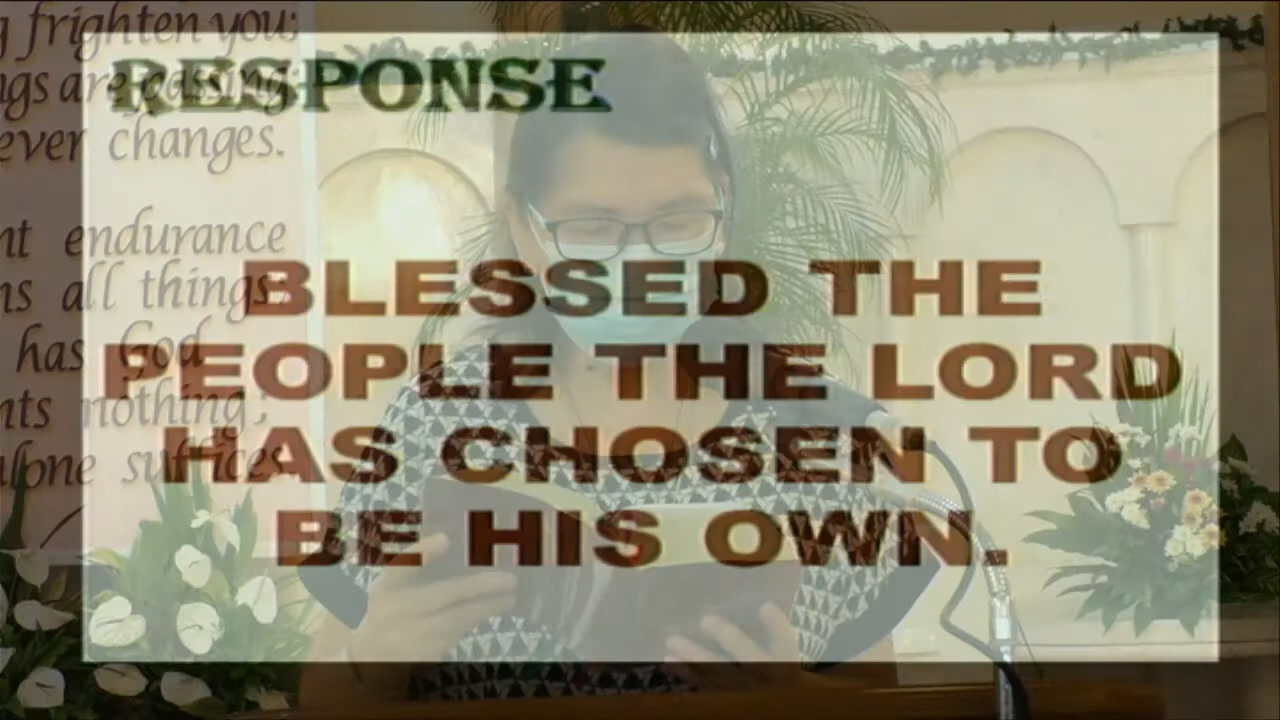 frighten you;
are passing;
ever changes.
endurance
all things;
has God
nothing;
alone suffices
RESPONSE
BLESSED THE
PEOPLE THE LORD
HAS CHOSEN TO
BE HIS OWN.